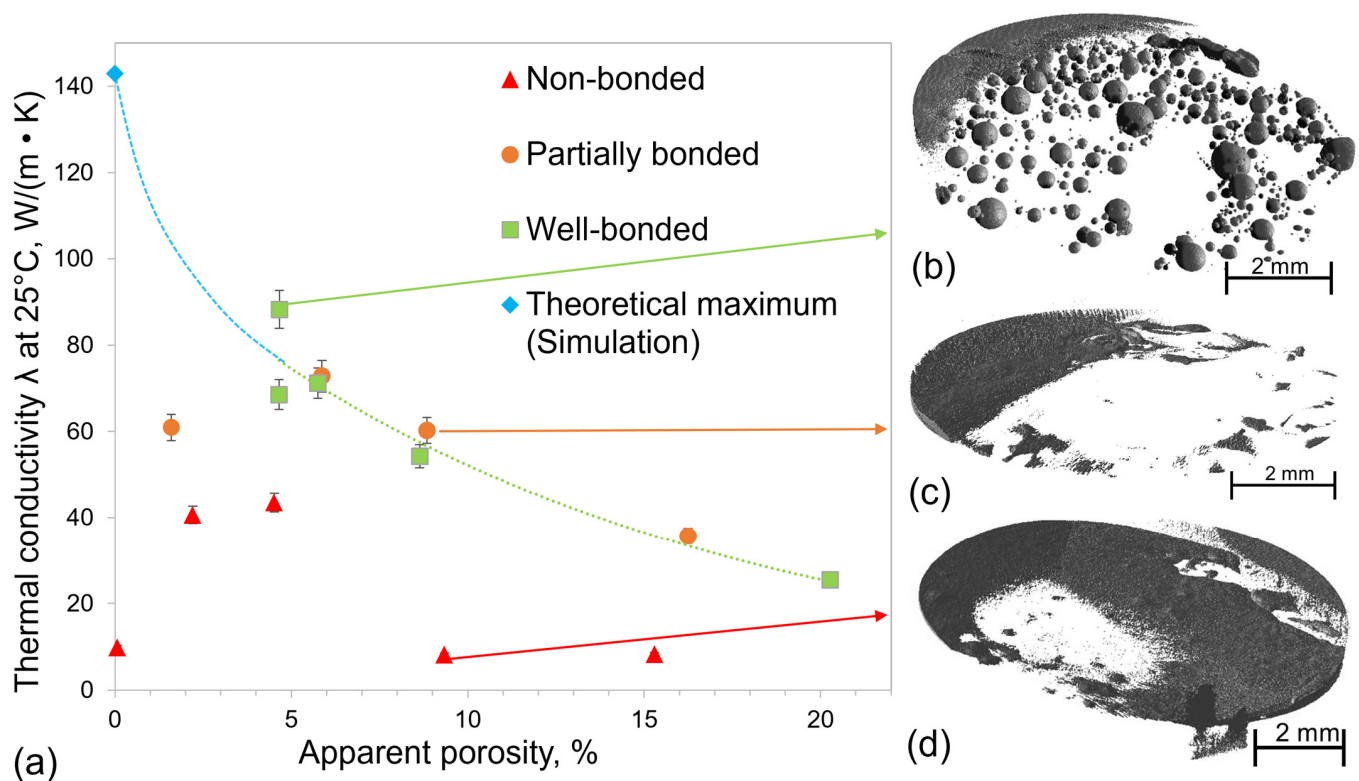 140
120
100
80
60
40
20
0
0
5
10
15
20
Thermal conductivity λ at 25°C, W/(m • K)
Apparent porosity, %
Non-bonded
Partially bonded
Well-bonded
Theoretical maximum
(Simulation)
(a)
2 mm
(b)
2 mm
(c)
2 mm
(d)